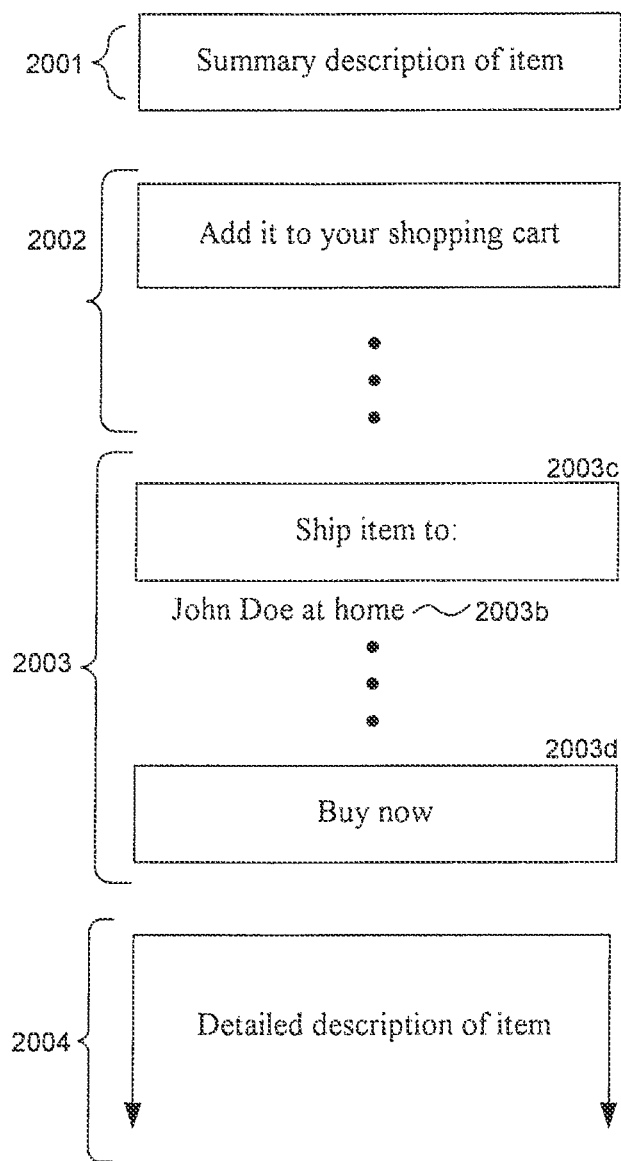 2001 Summary description of item
2002 Add it to your shopping cart
2003c
Ship item to:
John Doe at home 2003b
2003
2003d
Buy now
2004 Detailed description of item